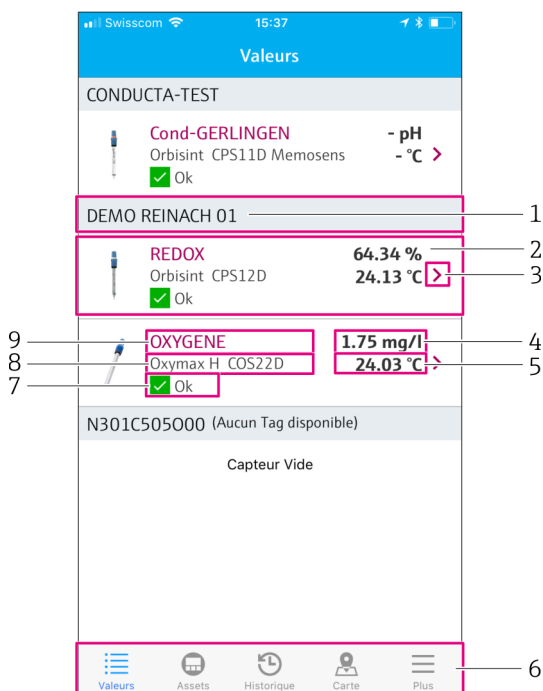 Swisscom 15:37
Valeurs
CONDUCTA-TEST
Cond-GERLINGEN - pH
Orbisint CPS11D Memosens - °C
Ok
DEMO REINACH 01 1
REDOX 64.34 % 2
Orbisint CPS12D 24.13 °C 3
Ok
9 OXYGENE 1.75 mg/l 4
8 Oxymax H COS22D 24.03 °C 5
7 Ok
N301C505O00 (Aucun Tag disponible)
Capteur Vide
6
Valeurs Assets Historique Carte Plus